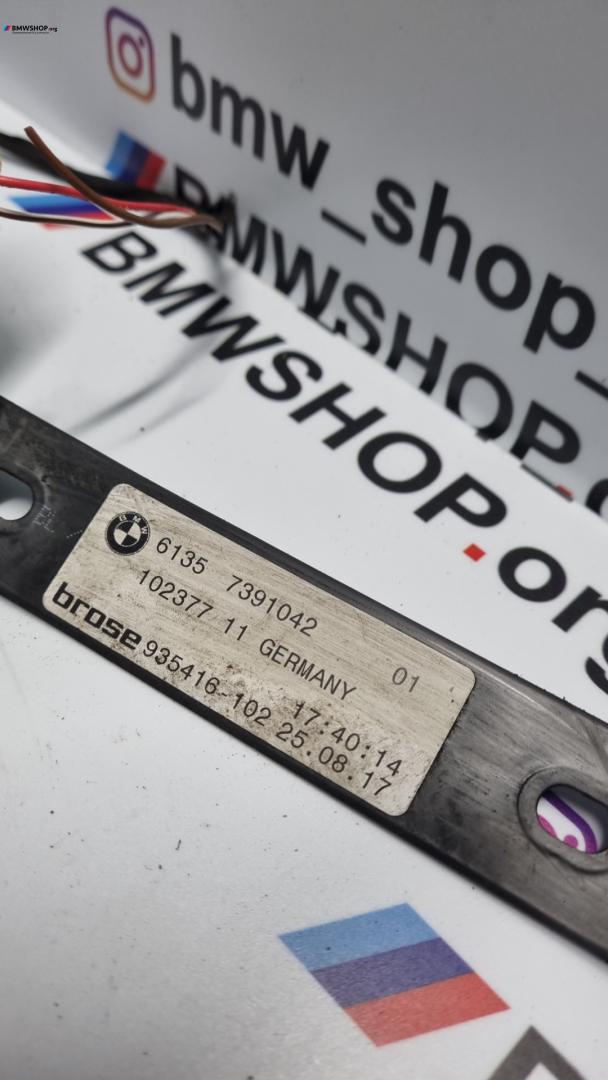 BMWSHOP.org
bmw_shop_
BMWSHOP.o
BMWSHOP.org
BMW
6135 7391042 01
102377 11 GERMANY
17:40:14
brose 935416-102 25.08.17